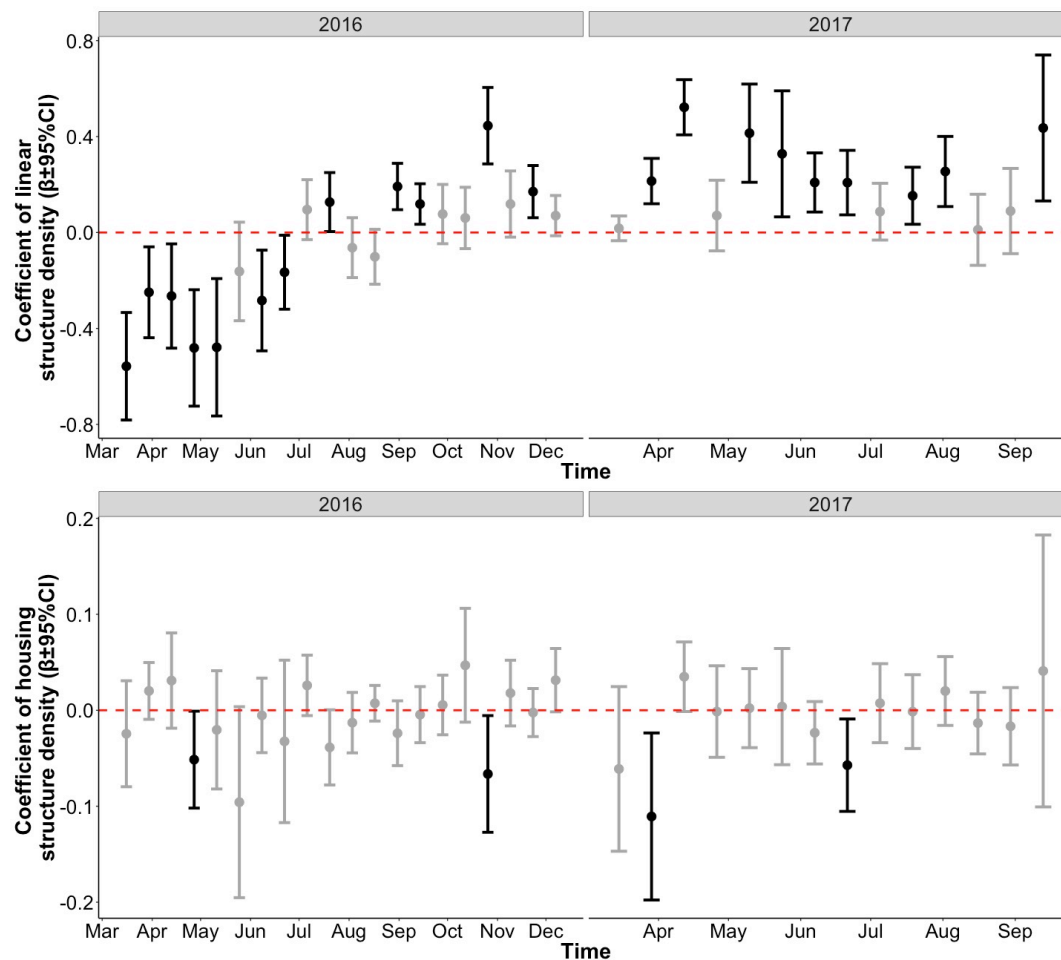 2016 2017
Coefficient of linear
structure density (β±95%CI)
0.8
0.4
0.0
-0.4
-0.8
Mar Apr May Jun Jul Aug Sep Oct Nov Dec Apr May Jun Jul Aug Sep
Time
2016 2017
Coefficient of housing
structure density (β±95%CI)
0.2
0.1
0.0
-0.1
-0.2
Mar Apr May Jun Jul Aug Sep Oct Nov Dec Apr May Jun Jul Aug Sep
Time